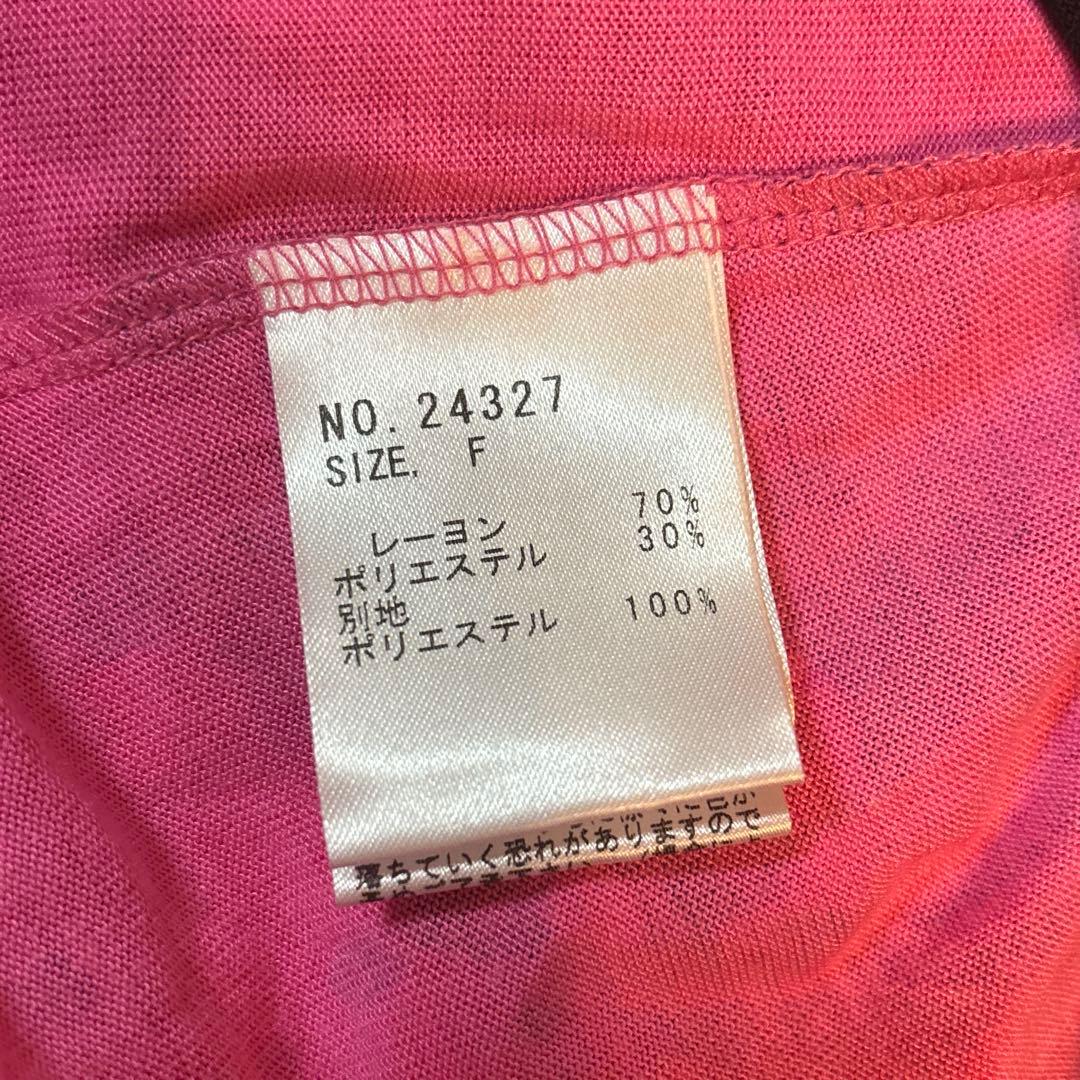 NO. 24327
SIZE. F
レーヨン 70%
ポリエステル 30%
別地
ポリエステル 100%
落ちていく恐れがありますので